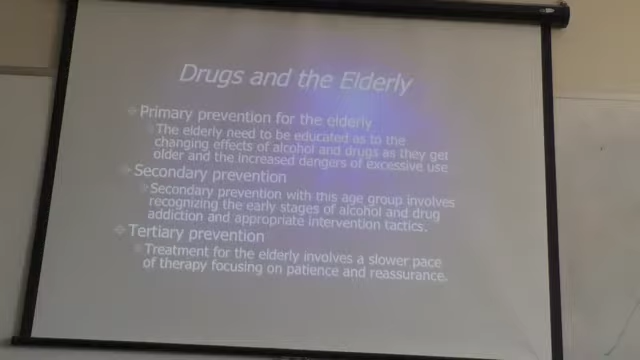 Drugs and the Elderly
Primary prevention for the elderly
The elderly need to be educated as to the
changing effects of alcohol and drugs as they get
older and the increased dangers of excessive use
Secondary prevention
Secondary prevention with this age group involves
recognizing the early stages of alcohol and drug
addiction and appropriate intervention tactics.
Tertiary prevention
Treatment for the elderly involves a slower pace
of therapy focusing on patience and reassurance.